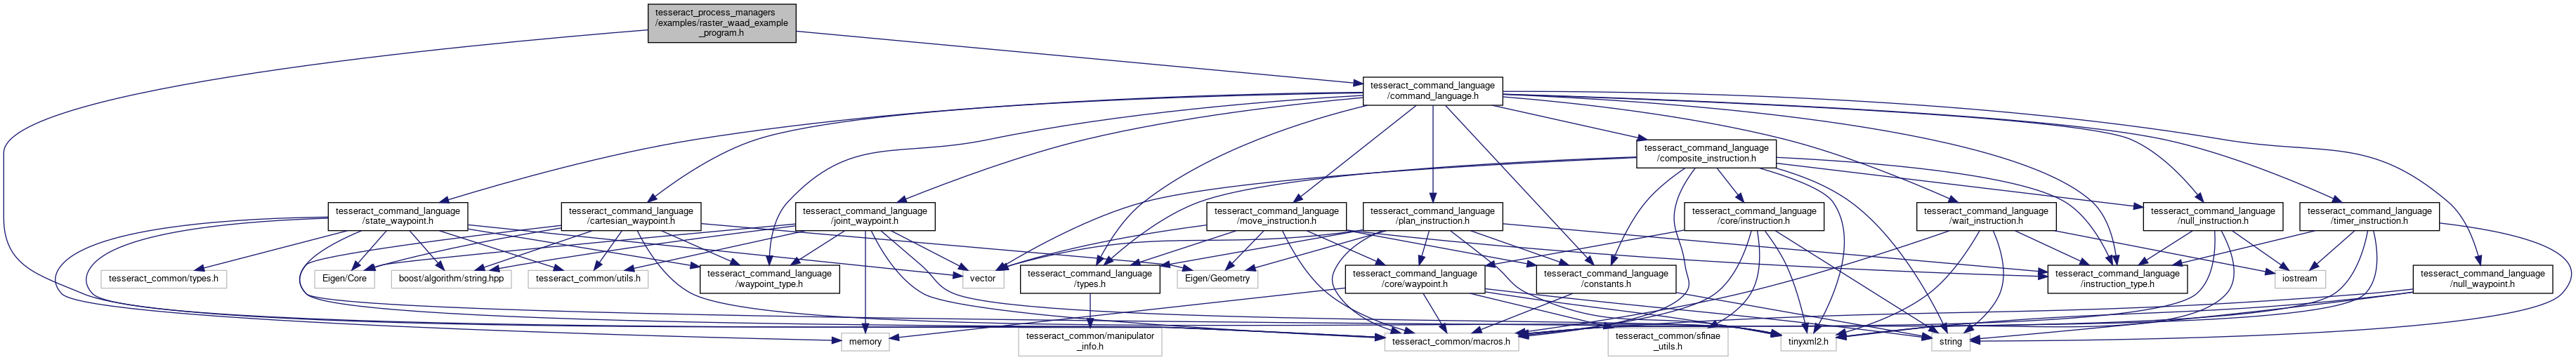 tesseract_process_managers
/examples/raster_waad_example
_program.h
tesseract_command_language
/command_language.h
tesseract_command_language
/composite_instruction.h
tesseract_command_language
/state_waypoint.h
tesseract_command_language
/cartesian_waypoint.h
tesseract_command_language
/joint_waypoint.h
tesseract_command_language
/move_instruction.h
tesseract_command_language
/plan_instruction.h
tesseract_command_language
/core/instruction.h
tesseract_command_language
/wait_instruction.h
tesseract_command_language
/null_instruction.h
tesseract_command_language
/timer_instruction.h
tesseract_common/types.h
Eigen/Core
boost/algorithm/string.hpp
tesseract_common/utils.h
tesseract_command_language
/waypoint_type.h
vector
tesseract_command_language
/types.h
Eigen/Geometry
tesseract_command_language
/core/waypoint.h
tesseract_command_language
/constants.h
tesseract_command_language
/instruction_type.h
iostream
tesseract_command_language
/null_waypoint.h
memory
tesseract_common/manipulator
_info.h
tesseract_common/macros.h
tesseract_common/sfinae
_utils.h
tinyxml2.h
string